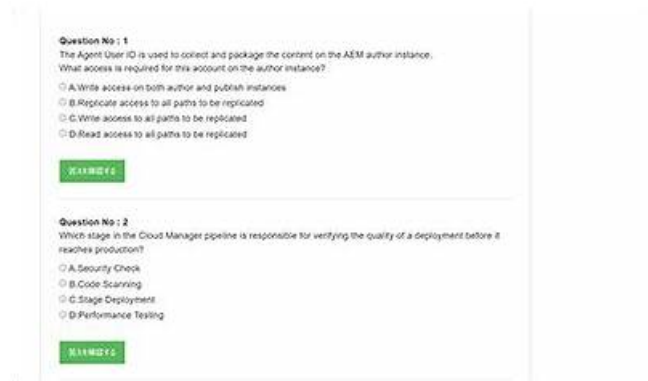 Question No : 1
The Agent User ID is used to collect and package the content on the AEM author instance.
What access is required for this account on the author instance?
A.Write access on both author and publish instances
B.Replicate access to all paths to be replicated
C.Write access to all paths to be replicated
D.Read access to all paths to be replicated
Question No : 2
Which stage in the Cloud Manager pipeline is responsible for verifying the quality of a deployment before it
reaches production?
A.Security Check
B.Code Scanning
C.Stage Deployment
D.Performance Testing